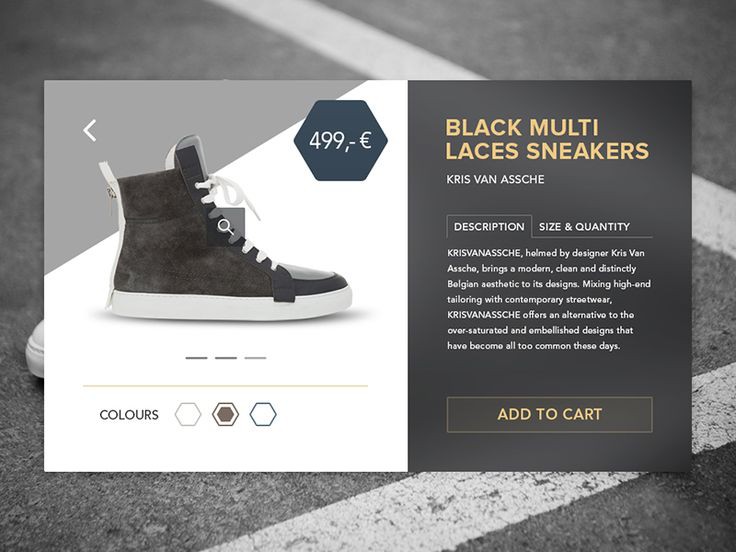 499,- €
BLACK MULTI
LACES SNEAKERS
KRIS VAN ASSCHE
DESCRIPTION SIZE & QUANTITY
KRISVANASSCHE, helmed by designer Kris Van
Assche, brings a modern, clean and distinctly
Belgian aesthetic to its designs. Mixing high-end
tailoring with contemporary streetwear,
KRISVANASSCHE offers an alternative to the
over-saturated and embellished designs that
have become all too common these days.
COLOURS
ADD TO CART